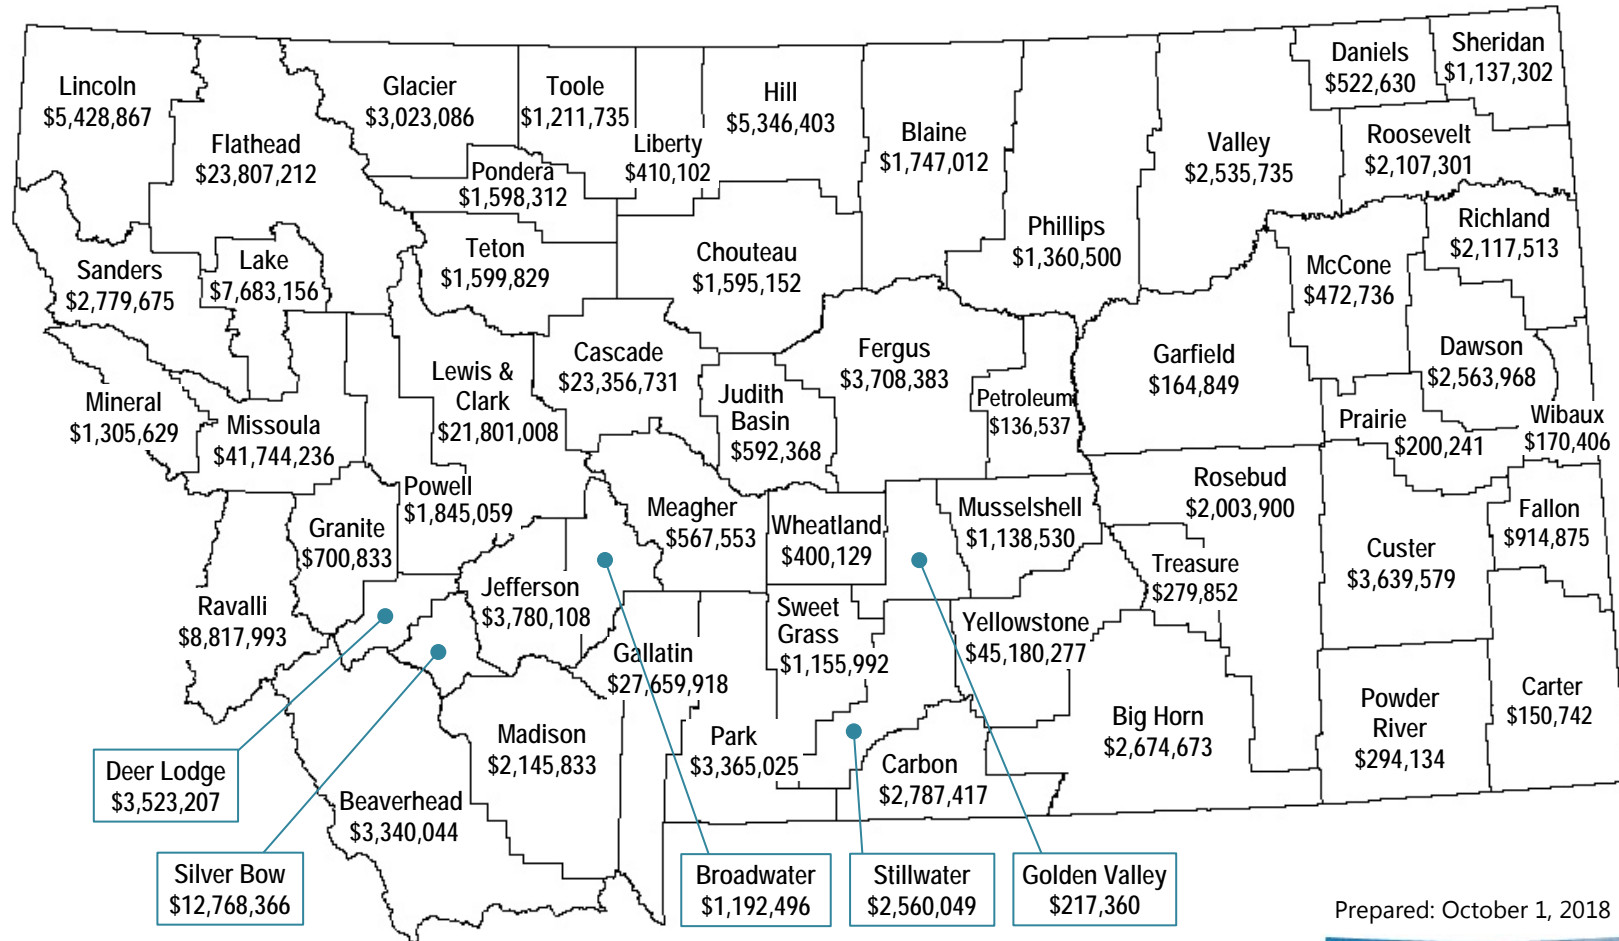 Lincoln
$5,428,867
Flathead
$23,807,212
Glacier
$3,023,086
Toole
$1,211,735
Liberty
$410,102
Hill
$5,346,403
Blaine
$1,747,012
Phillips
$1,360,500
Valley
$2,535,735
Daniels
$522,630
Sheridan
$1,137,302
Roosevelt
$2,107,301
Richland
$2,117,513
Pondera
$1,598,312
Teton
$1,599,829
Chouteau
$1,595,152
Sanders
$2,779,675
Lake
$7,683,156
McCone
$472,736
Dawson
$2,563,968
Garfield
$164,849
Cascade
$23,356,731
Fergus
$3,708,383
Judith
Basin
$592,368
Petroleum
$136,537
Lewis &
Clark
$21,801,008
Mineral
$1,305,629
Missoula
$41,744,236
Prairie
$200,241
Wibaux
$170,406
Powell
$1,845,059
Granite
$700,833
Meagher
$567,553
Wheatland
$400,129
Musselshell
$1,138,530
Rosebud
$2,003,900
Treasure
$279,852
Custer
$3,639,579
Fallon
$914,875
Ravalli
$8,817,993
Jefferson
$3,780,108
Sweet
Grass
$1,155,992
Yellowstone
$45,180,277
Gallatin
$27,659,918
Madison
$2,145,833
Park
$3,365,025
Carbon
$2,787,417
Big Horn
$2,674,673
Powder
River
$294,134
Carter
$150,742
Deer Lodge
$3,523,207
Beaverhead
$3,340,044
Silver Bow
$12,768,366
Broadwater
$1,192,496
Stillwater
$2,560,049
Golden Valley
$217,360
Prepared: October 1, 2018